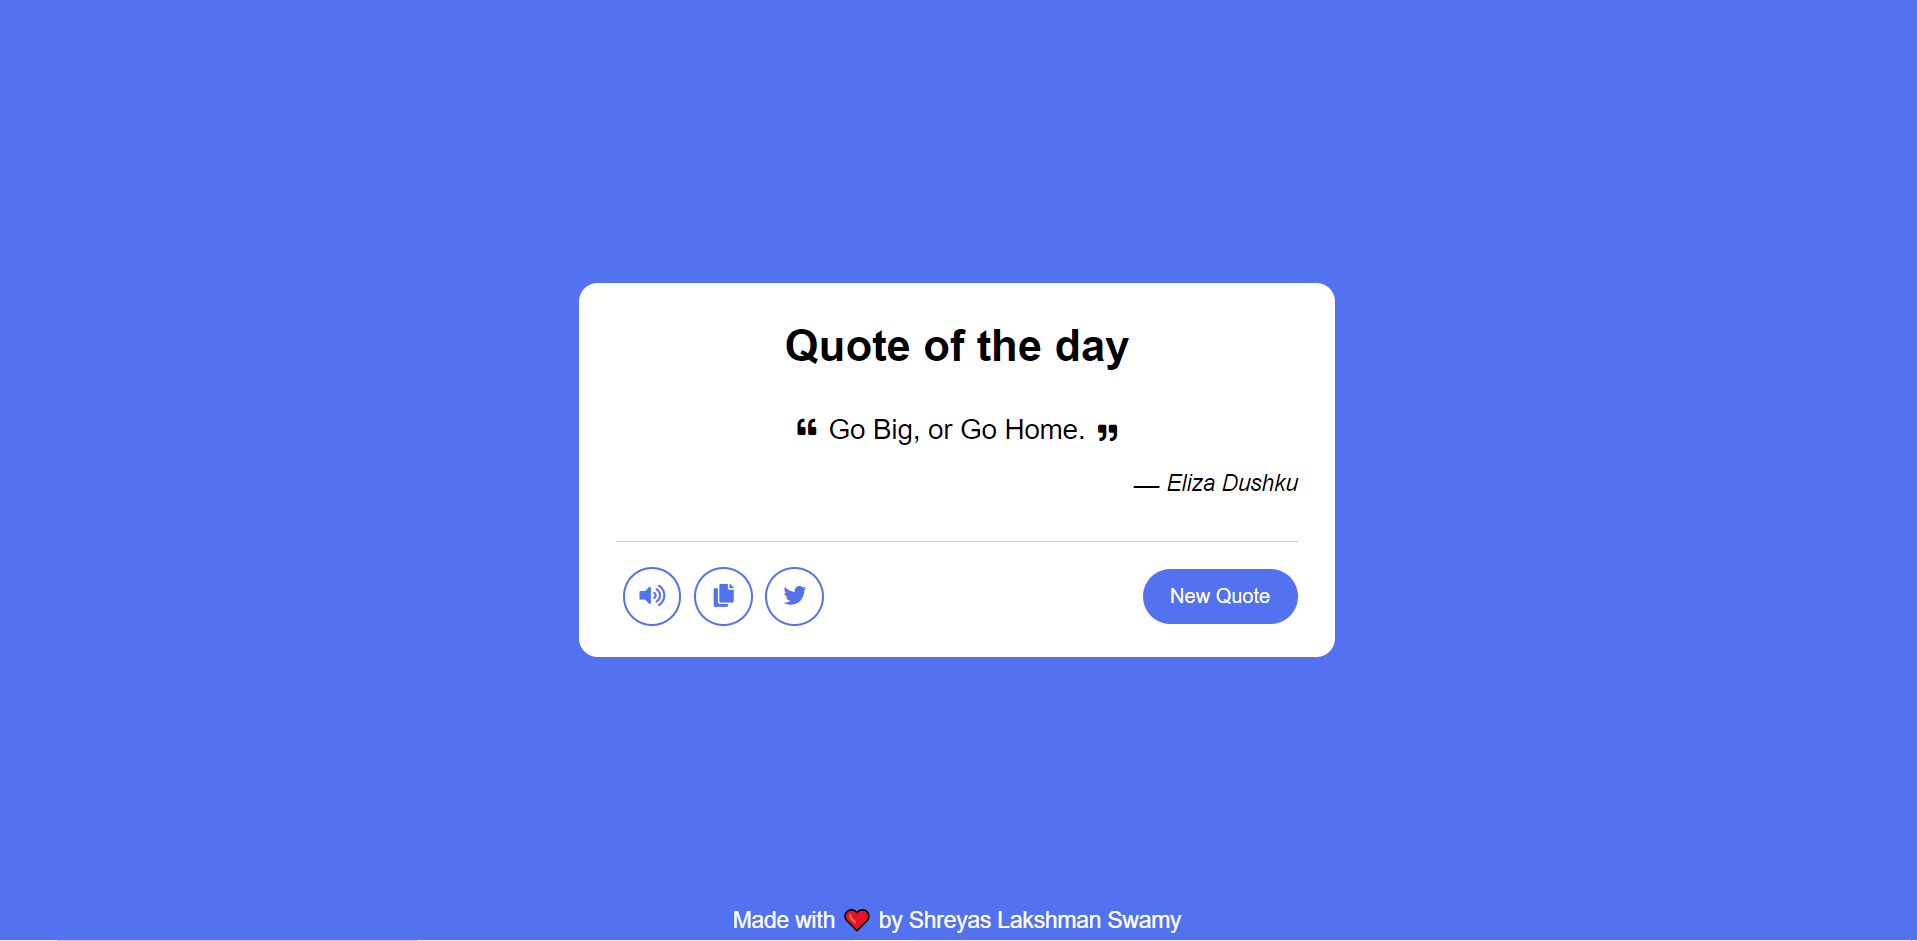 Quote of the day
“ Go Big, or Go Home. ”
— Eliza Dushku
New Quote
Made with ❤️ by Shreyas Lakshman Swamy